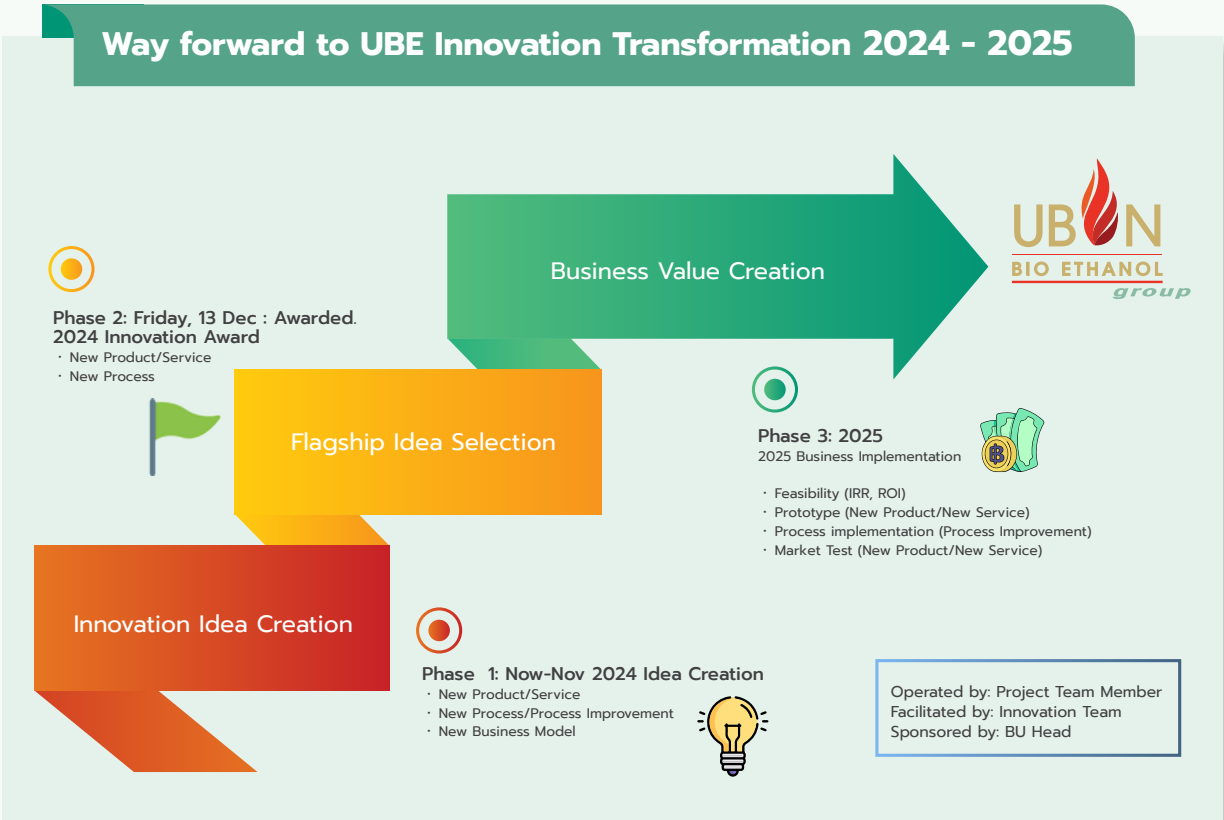 Way forward to UBE Innovation Transformation 2024 - 2025
UBON
BIO ETHANOL
group
Business Value Creation
Phase 2: Friday, 13 Dec : Awarded.
2024 Innovation Award
· New Product/Service
· New Process
Flagship Idea Selection
Phase 3: 2025
2025 Business Implementation
· Feasibility (IRR, ROI)
· Prototype (New Product/New Service)
· Process implementation (Process Improvement)
· Market Test (New Product/New Service)
Innovation Idea Creation
Phase  1: Now-Nov 2024 Idea Creation
· New Product/Service
· New Process/Process Improvement
· New Business Model
Operated by: Project Team Member
Facilitated by: Innovation Team
Sponsored by: BU Head